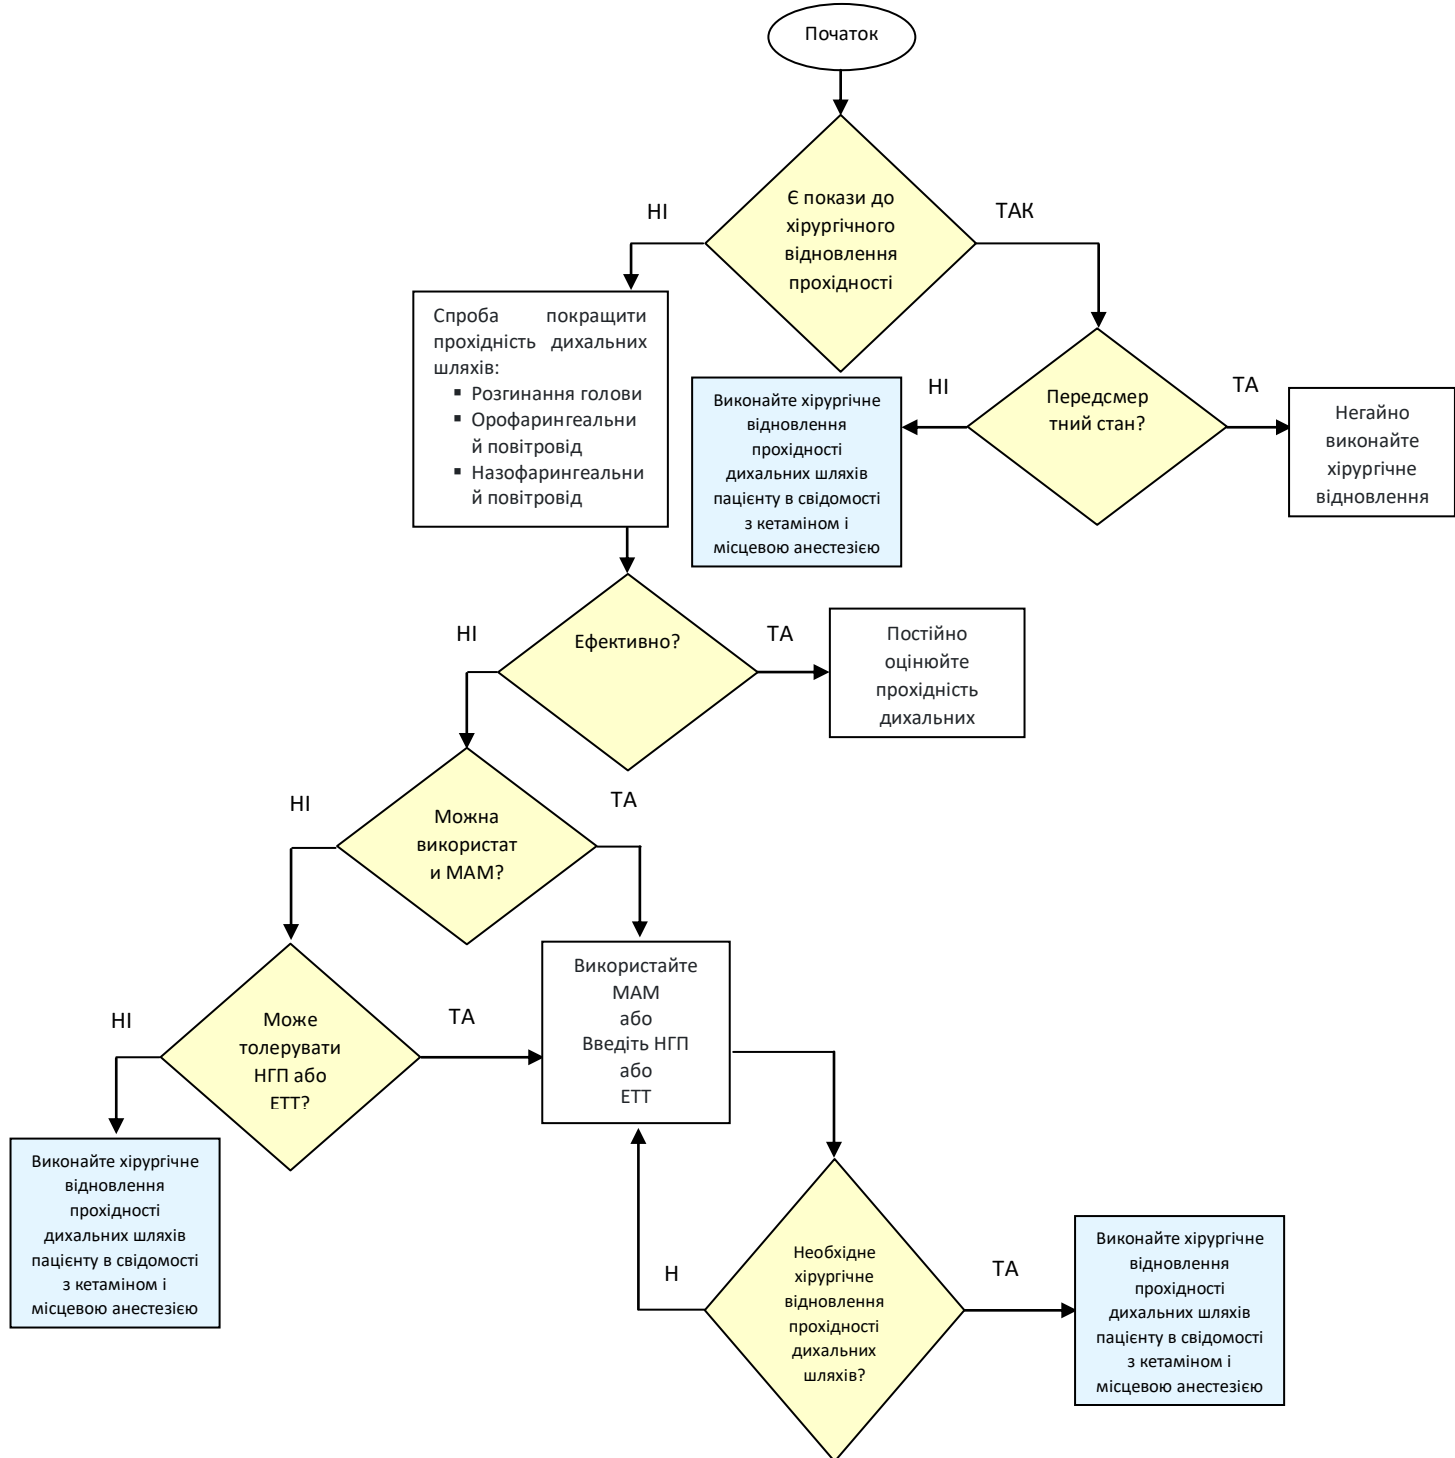 Початок
Є покази до
хірургічного
відновлення
прохідності
НІ
ТАК
Спроба покращити
прохідність дихальних
шляхів:
▪ Розгинання голови
▪ Орофарингеальни
й повітровід
▪ Назофарингеальни
й повітровід
Виконайте хірургічне
відновлення
прохідності
дихальних шляхів
пацієнту в свідомості
з кетаміном і
місцевою анестезією
НІ
Передсмер
тний стан?
ТА
Негайно
виконайте
хірургічне
відновлення
НІ
Ефективно?
ТА
Постійно
оцінюйте
прохідність
дихальних
НІ
Можна
використат
и МАМ?
ТА
НІ
Може
толерувати
НГП або
ЕТТ?
ТА
Використайте
МАМ
або
Введіть НГП
або
ЕТТ
Виконайте хірургічне
відновлення
прохідності
дихальних шляхів
пацієнту в свідомості
з кетаміном і
місцевою анестезією
Н
Необхідне
хірургічне
відновлення
прохідності
дихальних
шляхів?
ТА
Виконайте хірургічне
відновлення
прохідності
дихальних шляхів
пацієнту в свідомості
з кетаміном і
місцевою анестезією